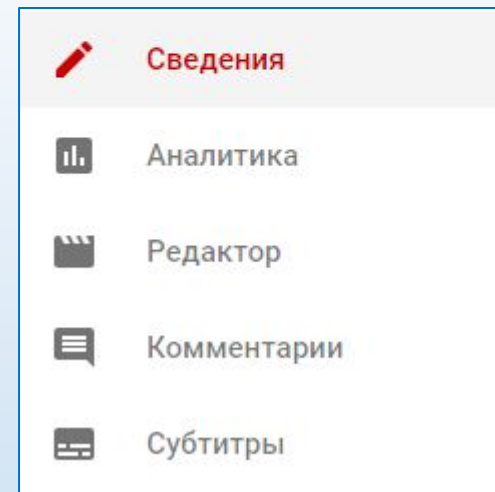 Сведения
Аналитика
Редактор
Комментарии
Субтитры